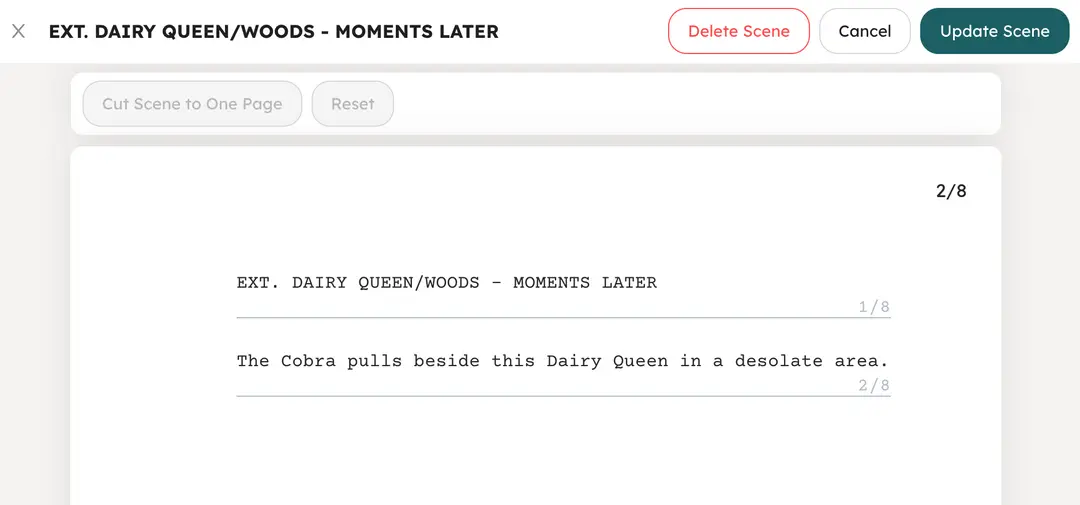 EXT. DAIRY QUEEN/WOODS - MOMENTS LATER
Delete Scene
Cancel
Update Scene
Cut Scene to One Page
Reset
2/8
EXT. DAIRY QUEEN/WOODS - MOMENTS LATER
1/8
The Cobra pulls beside this Dairy Queen in a desolate area.
2/8